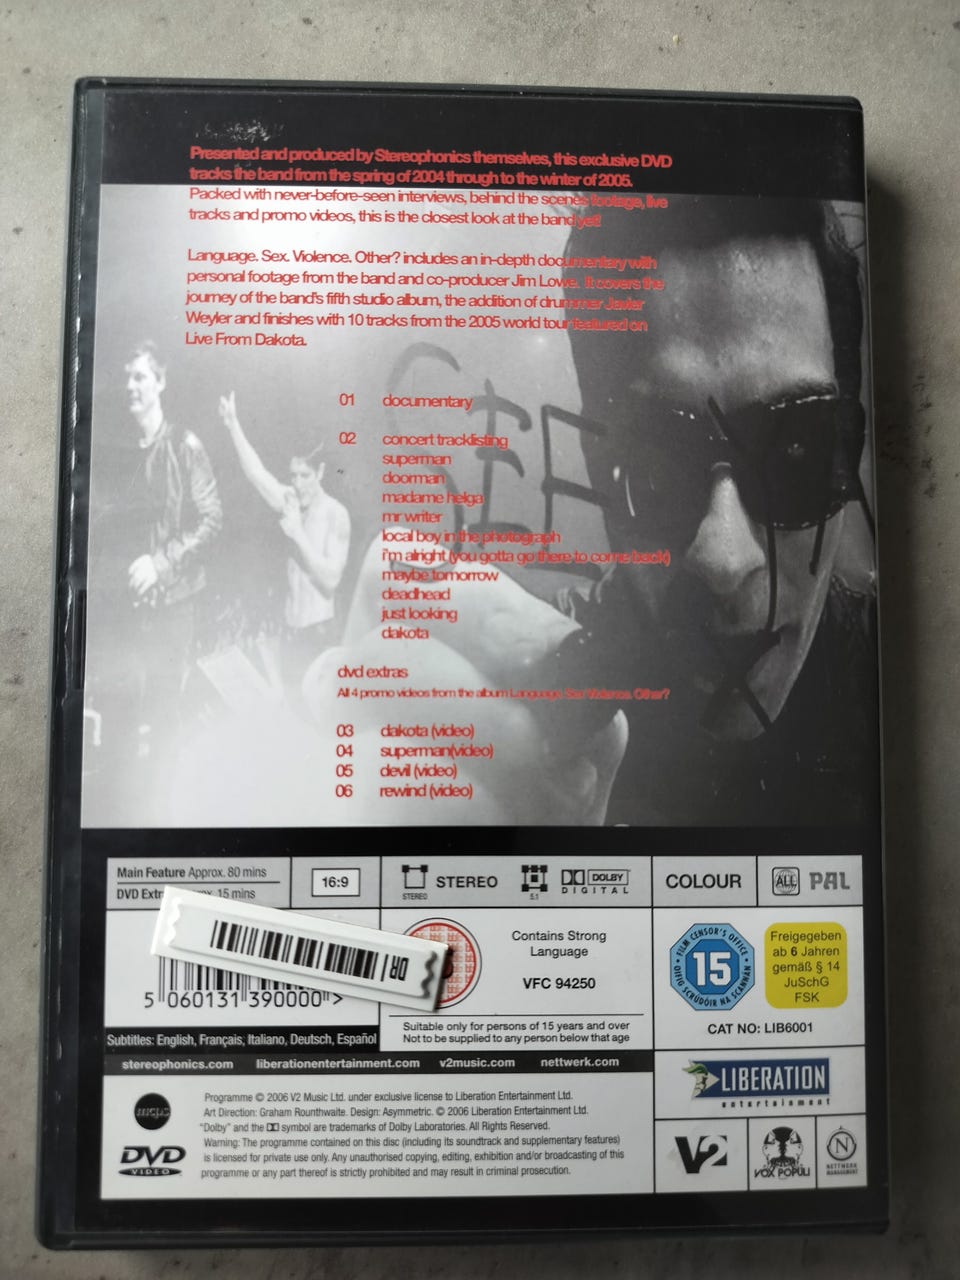 Presented and produced by Stereophonics themselves, this exclusive DVD
tracks the band from the spring of 2004 through to the winter of 2005.
Packed with never-before-seen interviews, behind the scenes footage, live
tracks and promo videos, this is the closest look at the band yet!
Language. Sex. Violence. Other? includes an in-depth documentary with
personal footage from the band and co-producer Jim Lowe. It covers the
journey of the band's fifth studio album, the addition of drummer Javier
Weyler and finishes with 10 tracks from the 2005 world tour featured on
Live From Dakota.
01 documentary
02 concert tracklisting
superman
doorman
madame helga
mr writer
local boy in the photograph
i'm alright (you gotta go there to come back)
maybe tomorrow
deadhead
just looking
dakota
dvd extras
All 4 promo videos from the album Language. Sex. Violence. Other?
03 dakota (video)
04 superman(video)
05 devil (video)
06 rewind (video)
Main Feature Approx. 80 mins
DVD 15 mins
16:9
STEREO
STEREO
5.1
DOLBY
DIGITAL
COLOUR
ALL
PAL
DR
5 060131 390000 >
Contains Strong
Language
VFC 94250
Suitable only for persons of 15 years and over
Not to be supplied to any person below that age
FILM CENSOR'S OFFICE
15
OIFIG SCRÚDÓIR NA SCANNÁN
Freigegeben
ab 6 Jahren
gemäß § 14
JuSchG
FSK
CAT NO: LIB6001
Subtitles: English, Français, Italiano, Deutsch, Español
stereophonics.com liberationentertainment.com v2music.com nettwerk.com
LIBERATION
entertainment
mcps
DVD
VIDEO
Programme © 2006 V2 Music Ltd. under exclusive license to Liberation Entertainment Ltd.
Art Direction: Graham Rounthwaite. Design: Asymmetric. © 2006 Liberation Entertainment Ltd.
"Dolby" and the symbol are trademarks of Dolby Laboratories. All Rights Reserved.
Warning: The programme contained on this disc (including its soundtrack and supplementary features)
is licensed for private use only. Any unauthorised copying, editing, exhibition and/or broadcasting of this
programme or any part thereof is strictly prohibited and may result in criminal prosecution.
V2
VOX POPULI
N
NETTWERK
MANAGEMENT